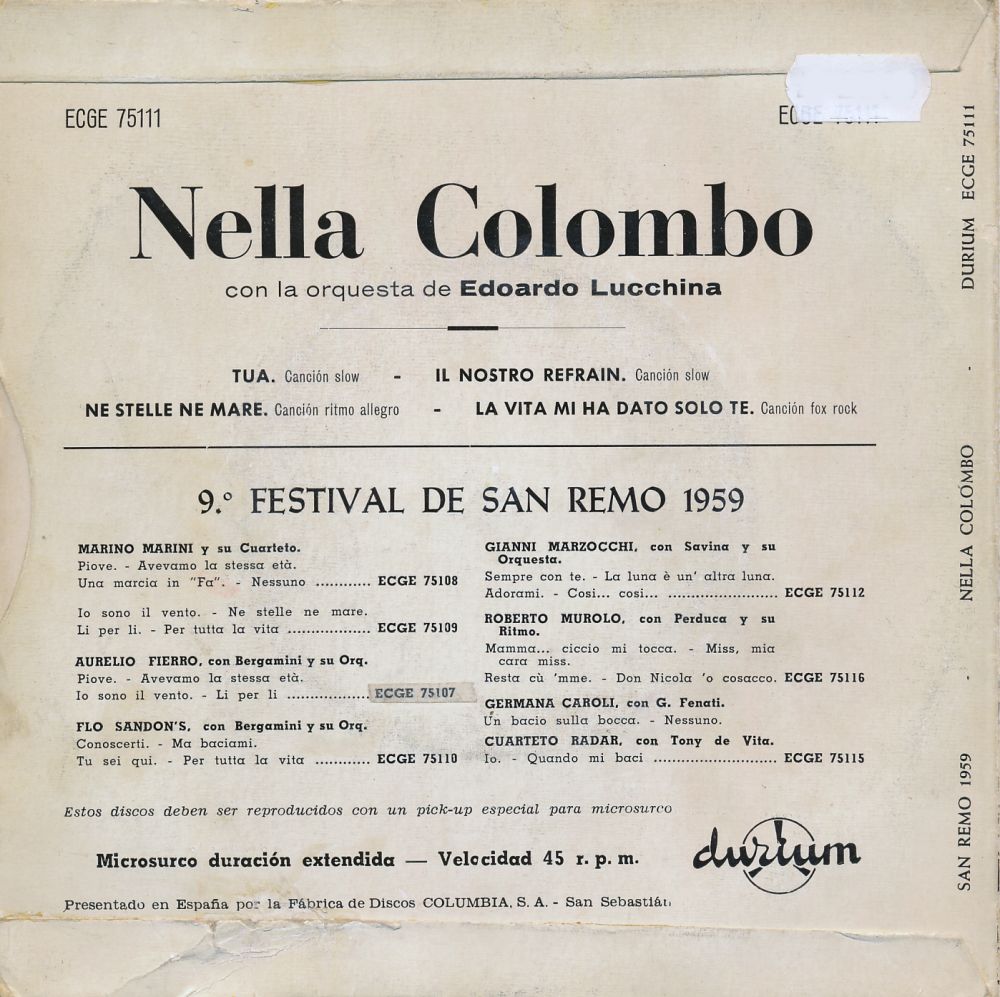 ECGE 75111
Nella Colombo
con la orquesta de Edoardo Lucchina
TUA. Canción slow - IL NOSTRO REFRAIN. Canción slow
NE STELLE NE MARE. Canción ritmo allegro - LA VITA MI HA DATO SOLO TE. Canción fox rock
9.° FESTIVAL DE SAN REMO 1959
MARINO MARINI y su Cuarteto.
Piove. - Avevamo la stessa età.
Una marcia in "Fa". - Nessuno ............ ECGE 75108
Io sono il vento. - Ne stelle ne mare.
Li per li. - Per tutta la vita .................. ECGE 75109
AURELIO FIERRO, con Bergamini y su Orq.
Piove. - Avevamo la stessa età.
Io sono il vento. - Li per li .................. ECGE 75107
FLO SANDON'S, con Bergamini y su Orq.
Conoscerti. - Ma baciami.
Tu sei qui. - Per tutta la vita ............ ECGE 75110
GIANNI MARZOCCHI, con Savina y su
Orquesta.
Sempre con te. - La luna è un' altra luna.
Adorami. - Cosi... cosi... ........................ ECGE 75112
ROBERTO MUROLO, con Perduca y su
Ritmo.
Mamma... ciccio mi tocca. - Miss, mia
cara miss.
Resta cù 'mme. - Don Nicola 'o cosacco. ECGE 75116
GERMANA CAROLI, con G. Fenati.
Un bacio sulla bocca. - Nessuno.
CUARTETO RADAR, con Tony de Vita.
Io. - Quando mi baci ........................... ECGE 75115
Estos discos deben ser reproducidos con un pick-up especial para microsurco
Microsurco duración extendida — Velocidad 45 r. p. m.
durium
Presentado en España por la Fábrica de Discos COLUMBIA, S. A. - San Sebastián
SAN REMO 1959 - NELLA COLOMBO - DURIUM ECGE 75111